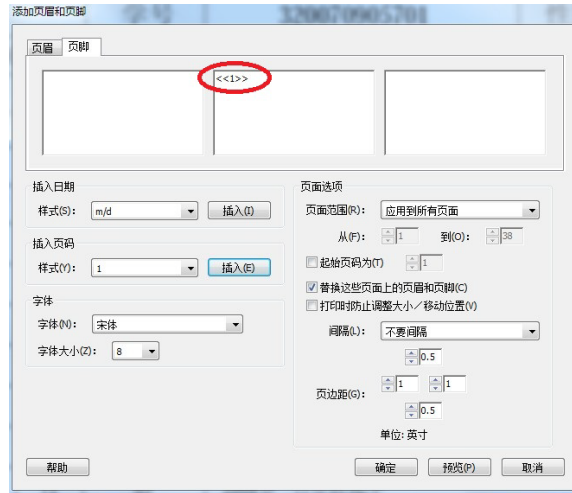 学号 320070905701
添加页眉和页脚
页眉 页脚
<<1>>
插入日期
样式(S): m/d 插入(I)
插入页码
样式(Y): 1 插入(E)
字体
字体(N): 宋体
字体大小(Z): 8
页面选项
页面范围(R): 应用到所有页面
从(F): 1 到(O): 38
起始页码为(T) 1
替换这些页面上的页眉和页脚(C)
打印时防止调整大小／移动位置(V)
间隔(L): 不要间隔
0.5
页边距(G): 1 1
0.5
单位: 英寸
帮助 确定 预览(P) 取消